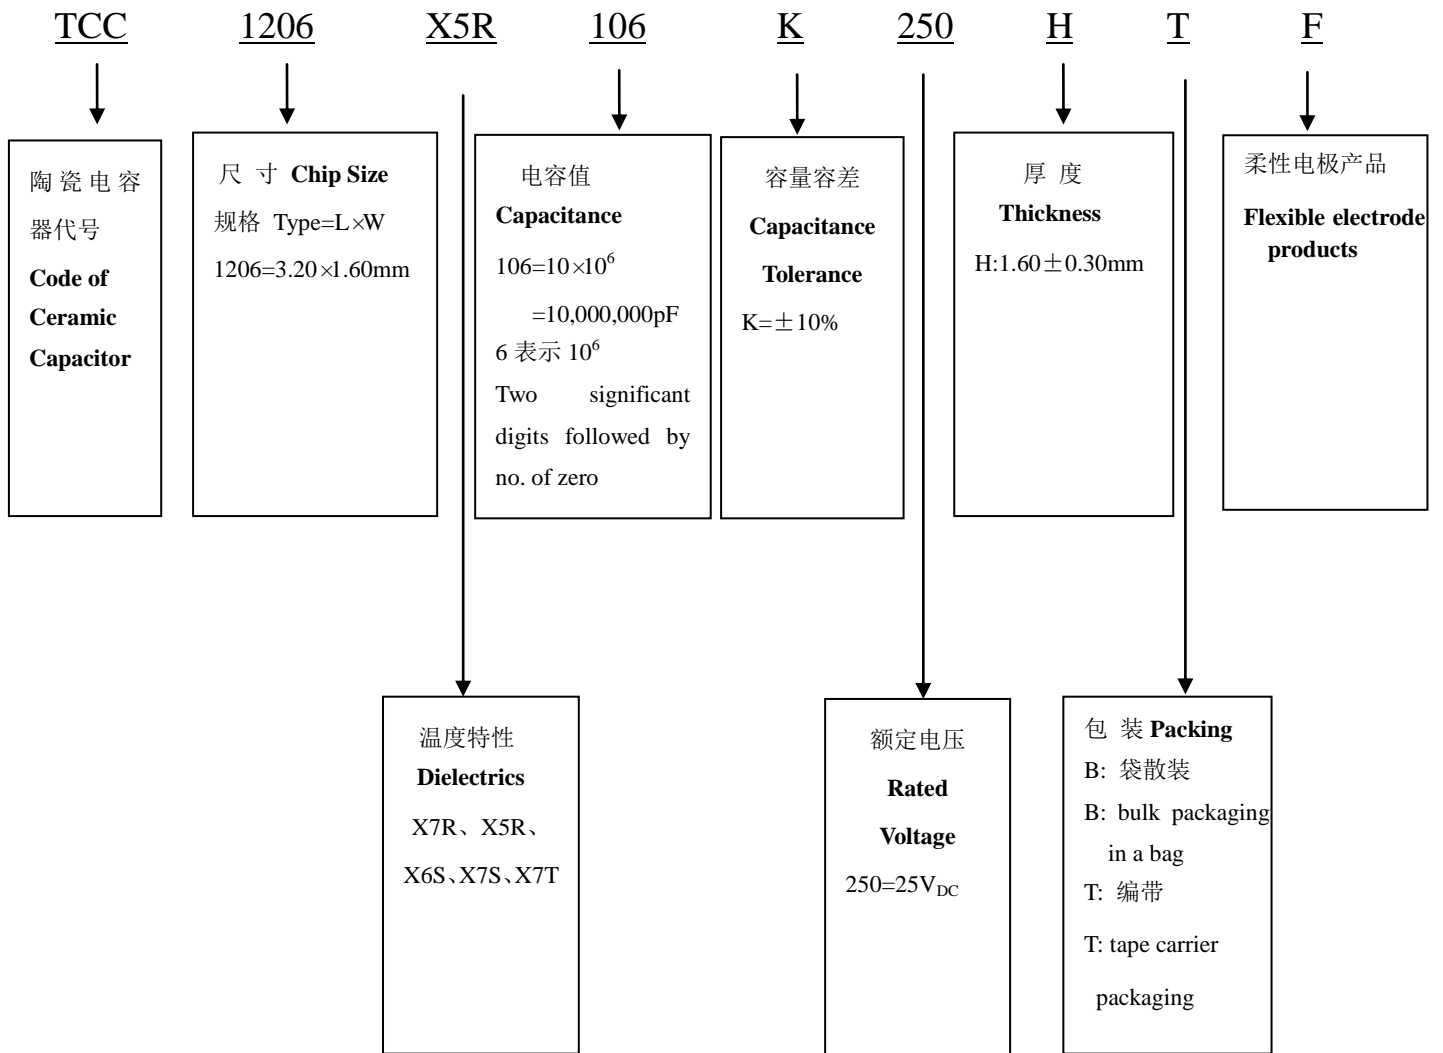 TCC 1206 X5R 106 K 250 H T F
陶瓷电容
器代号
Code of
Ceramic
Capacitor
尺 寸 Chip Size
规格 Type=L×W
1206=3.20×1.60mm
电容值
Capacitance
106=10×10⁶
=10,000,000pF
6 表示 10⁶
Two significant
digits followed by
no. of zero
容量容差
Capacitance
Tolerance
K=±10%
厚 度
Thickness
H:1.60±0.30mm
柔性电极产品
Flexible electrode
products
温度特性
Dielectrics
X7R、X5R、
X6S、X7S、X7T
额定电压
Rated
Voltage
250=25V_DC
包 装 Packing
B: 袋散装
B: bulk packaging
in a bag
T: 编带
T: tape carrier
packaging